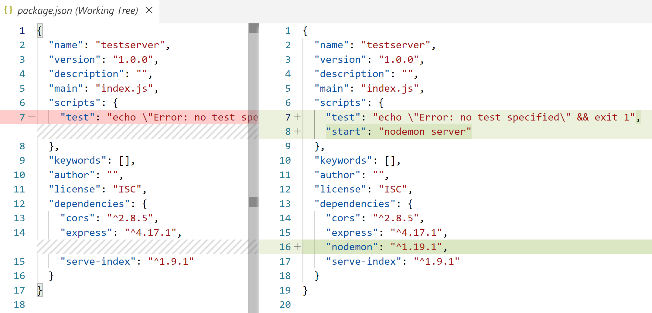 {} package.json (Working Tree) ×
1 {
2 "name": "testserver",
3 "version": "1.0.0",
4 "description": "",
5 "main": "index.js",
6 "scripts": {
7 − "test": "echo \"Error: no test spe
8 },
9 "keywords": [],
10 "author": "",
11 "license": "ISC",
12 "dependencies": {
13 "cors": "^2.8.5",
14 "express": "^4.17.1",
15 "serve-index": "^1.9.1"
16 }
17 }
18
1 {
2 "name": "testserver",
3 "version": "1.0.0",
4 "description": "",
5 "main": "index.js",
6 "scripts": {
7 + "test": "echo \"Error: no test specified\" && exit 1",
8 + "start": "nodemon server"
9 },
10 "keywords": [],
11 "author": "",
12 "license": "ISC",
13 "dependencies": {
14 "cors": "^2.8.5",
15 "express": "^4.17.1",
16 + "nodemon": "^1.19.1",
17 "serve-index": "^1.9.1"
18 }
19 }
20